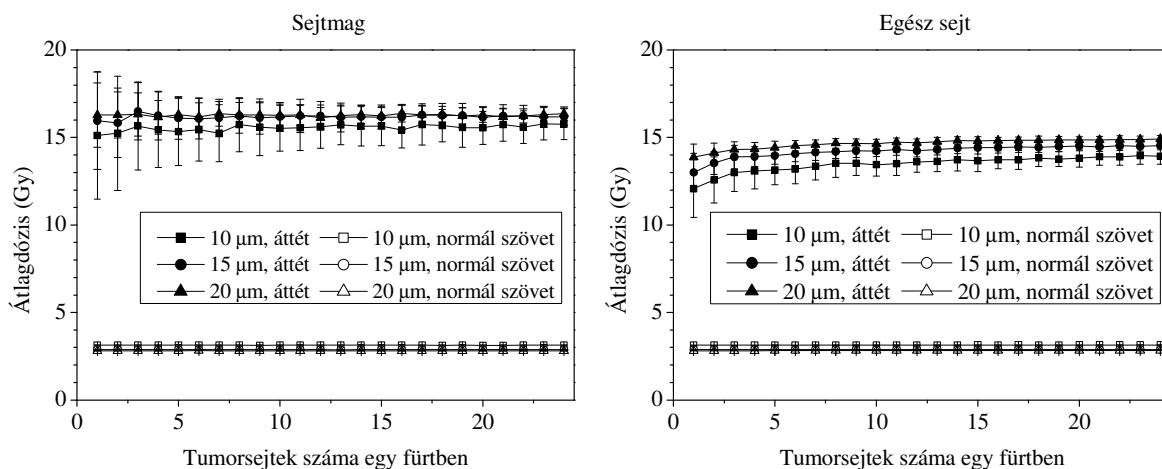 Sejtmag
20
15
10
5
0
Átlagdózis (Gy)
10 µm, áttét
10 µm, normál szövet
15 µm, áttét
15 µm, normál szövet
20 µm, áttét
20 µm, normál szövet
0 5 10 15 20
Tumorsejtek száma egy fürtben
Egész sejt
20
15
10
5
0
Átlagdózis (Gy)
10 µm, áttét
10 µm, normál szövet
15 µm, áttét
15 µm, normál szövet
20 µm, áttét
20 µm, normál szövet
0 5 10 15 20
Tumorsejtek száma egy fürtben